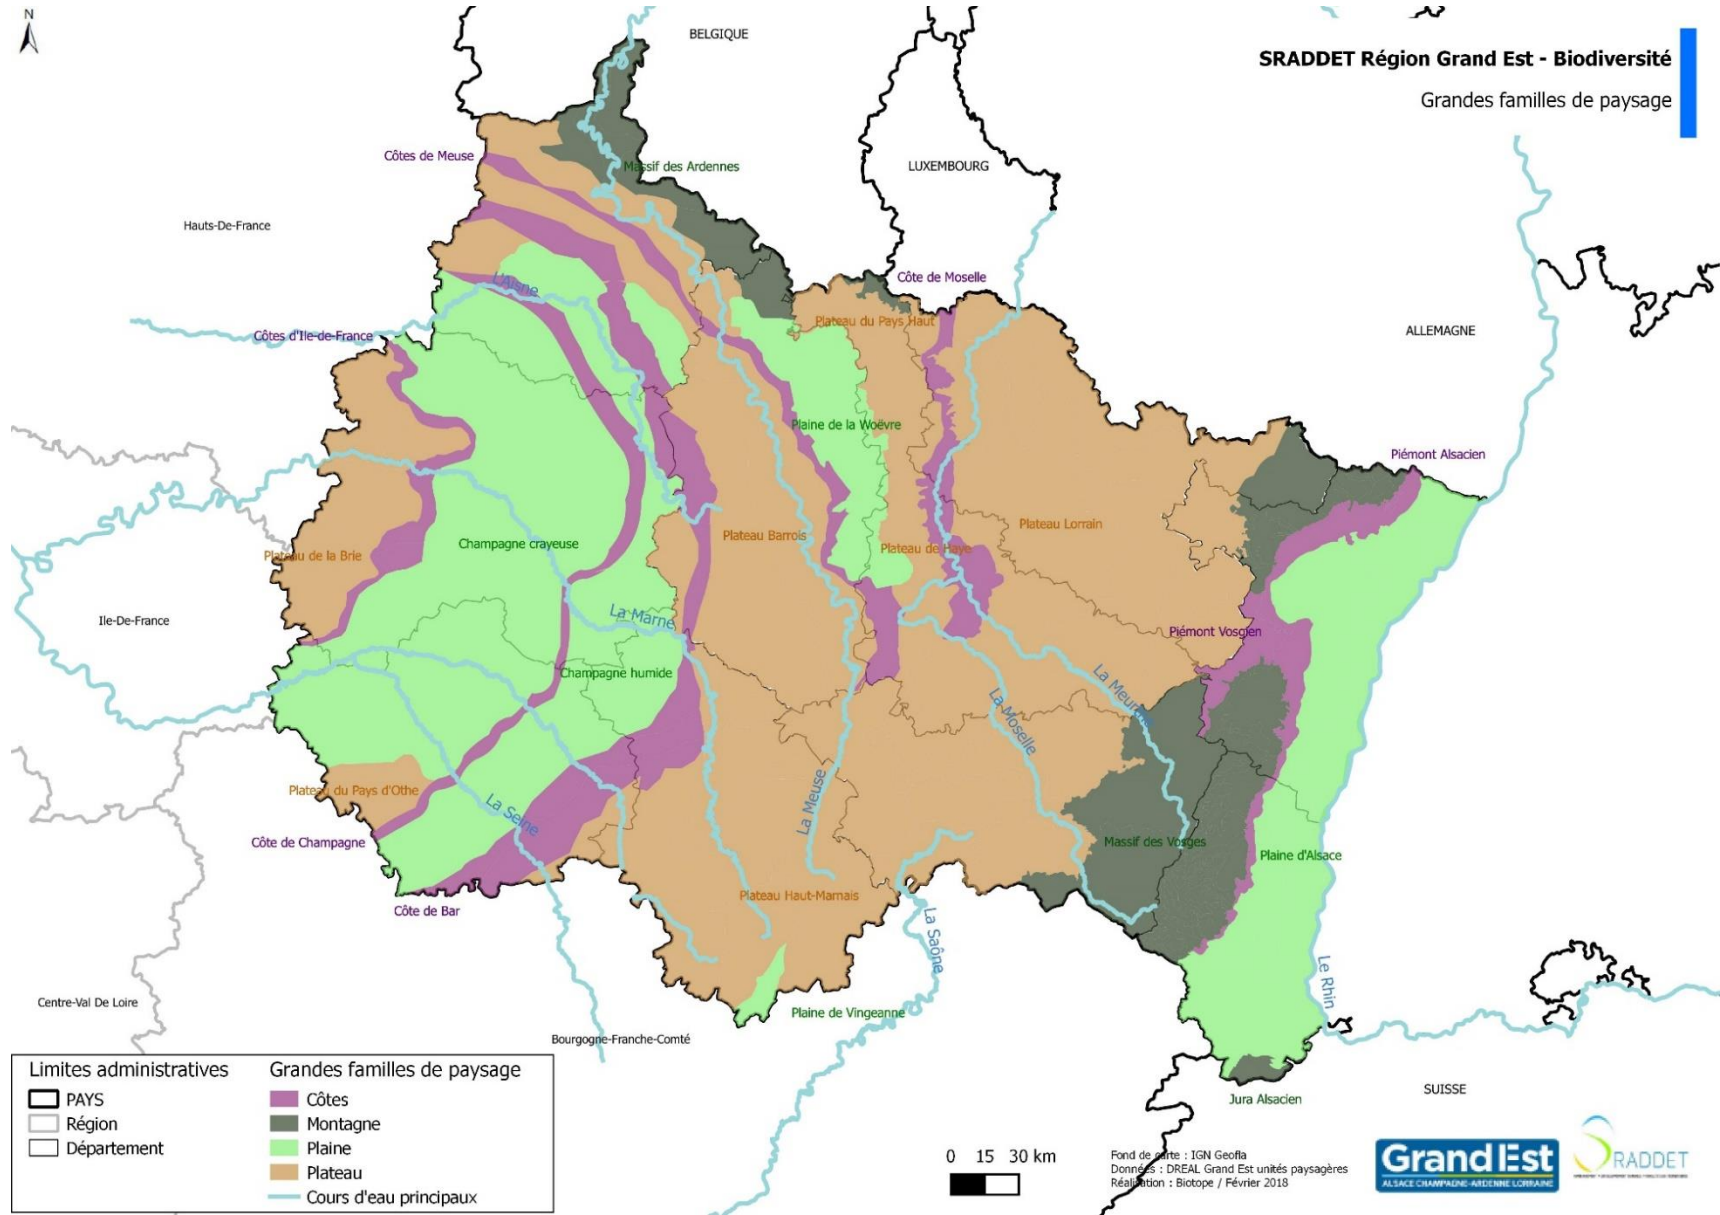 N
BELGIQUE
SRADDET Région Grand Est - Biodiversité
Grandes familles de paysage
Côtes de Meuse
Massif des Ardennes
LUXEMBOURG
Hauts-De-France
Côte de Moselle
L'Aisne
Côtes d'Ile-de-France
Plateau du Pays Haut
ALLEMAGNE
Plaine de la Woëvre
Piémont Alsacien
Plateau Lorrain
Plateau Barrois
Champagne crayeuse
Plateau de Haye
Plateau de la Brie
Ile-De-France
La Marne
Piémont Vosgien
Champagne humide
La Meurthe
La Moselle
Plateau du Pays d'Othe
La Meuse
La Seine
Côte de Champagne
Massif des Vosges
Plaine d'Alsace
Plateau Haut-Marnais
Côte de Bar
La Saône
Le Rhin
Centre-Val De Loire
Plaine de Vingeanne
Bourgogne-Franche-Comté
SUISSE
Jura Alsacien
Limites administratives
PAYS
Région
Département
Grandes familles de paysage
Côtes
Montagne
Plaine
Plateau
Cours d'eau principaux
0 15 30 km
Fond de carte : IGN Geofla
Données : DREAL Grand Est unités paysagères
Réalisation : Biotope / Février 2018
GrandEst
ALSACE CHAMPAGNE-ARDENNE LORRAINE
SRADDET